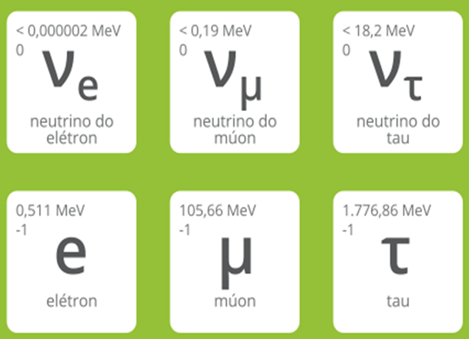 < 0,000002 MeV
0
νe
neutrino do
elétron
< 0,19 MeV
0
νμ
neutrino do
múon
< 18,2 MeV
0
ντ
neutrino do
tau
0,511 MeV
-1
e
elétron
105,66 MeV
-1
μ
múon
1.776,86 MeV
-1
τ
tau